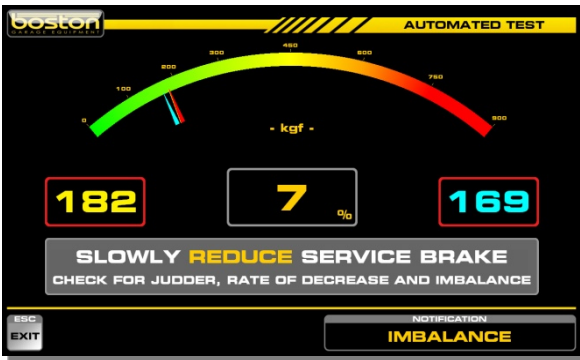 boston
GARAGE EQUIPMENT
AUTOMATED TEST
0
100
200
300
450
600
750
900
- kgf -
182
7 %
169
SLOWLY REDUCE SERVICE BRAKE
CHECK FOR JUDDER, RATE OF DECREASE AND IMBALANCE
ESC
EXIT
NOTIFICATION
IMBALANCE